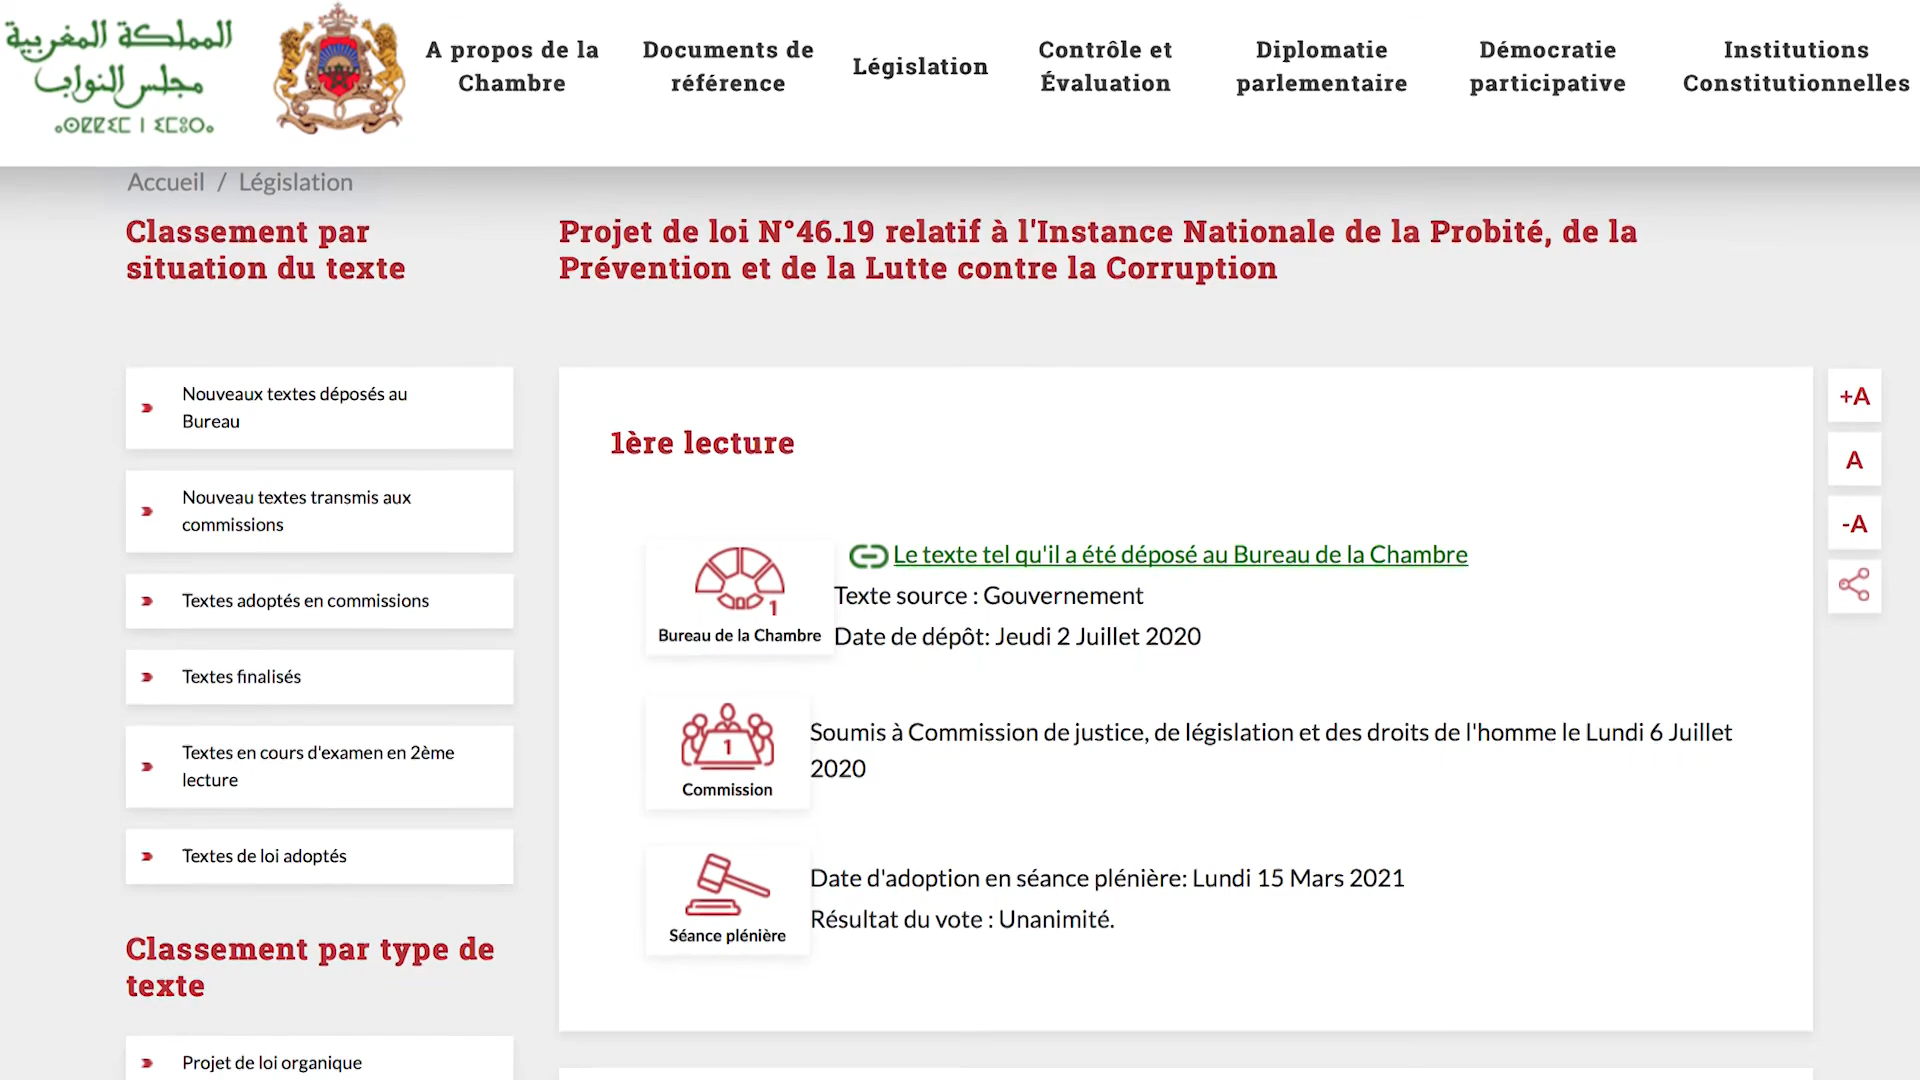 المملكة المغربية
مجلس النواب
ⴰⵙⵇⵇⵉⵎ ⵏ ⵉⵎⵓⵔⴰ
A propos de la
Chambre
Documents de
référence
Législation
Contrôle et
Évaluation
Diplomatie
parlementaire
Démocratie
participative
Institutions
Constitutionnelles
Accueil / Législation
Classement par
situation du texte
Nouveaux textes déposés au
Bureau
Nouveau textes transmis aux
commissions
Textes adoptés en commissions
Textes finalisés
Textes en cours d'examen en 2ème
lecture
Textes de loi adoptés
Classement par type de
texte
Projet de loi organique
Projet de loi N°46.19 relatif à l'Instance Nationale de la Probité, de la
Prévention et de la Lutte contre la Corruption
1ère lecture
1
Bureau de la Chambre
Le texte tel qu'il a été déposé au Bureau de la Chambre
Texte source : Gouvernement
Date de dépôt: Jeudi 2 Juillet 2020
1
Commission
Soumis à Commission de justice, de législation et des droits de l'homme le Lundi 6 Juillet
2020
Séance plénière
Date d'adoption en séance plénière: Lundi 15 Mars 2021
Résultat du vote : Unanimité.
+A
A
-A